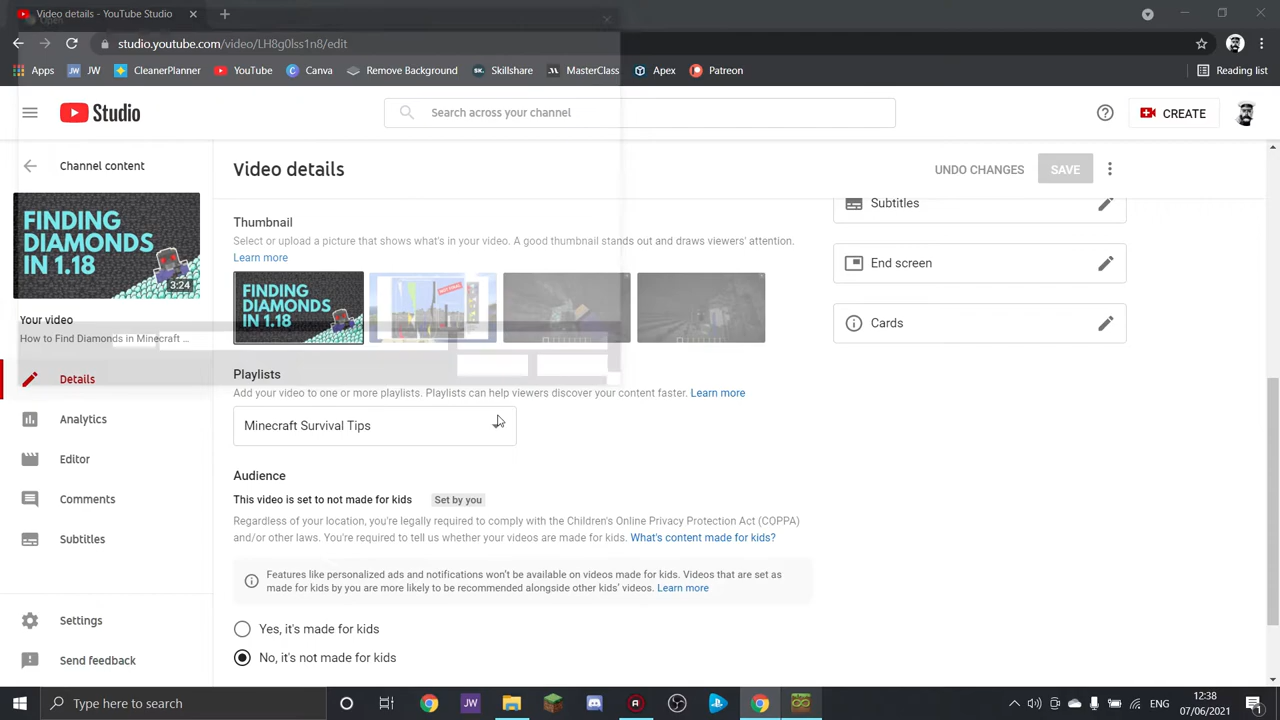 Video details - YouTube Studio
Open
studio.youtube.com/video/LH8g0lss1n8/edit
Apps JW CleanerPlanner YouTube Canva Remove Background Skillshare MasterClass Apex Patreon Reading list
Studio
Search across your channel
CREATE
Channel content
FINDING
DIAMONDS
IN 1.18
3:24
Your video
How to Find Diamonds in Minecraft ...
Details
Analytics
Editor
Comments
Subtitles
Settings
Send feedback
Video details
UNDO CHANGES
SAVE
Thumbnail
Select or upload a picture that shows what's in your video. A good thumbnail stands out and draws viewers' attention.
Learn more
FINDING
DIAMONDS
IN 1.18
Playlists
Add your video to one or more playlists. Playlists can help viewers discover your content faster. Learn more
Minecraft Survival Tips
Audience
This video is set to not made for kids Set by you
Regardless of your location, you're legally required to comply with the Children's Online Privacy Protection Act (COPPA)
and/or other laws. You're required to tell us whether your videos are made for kids. What's content made for kids?
Features like personalized ads and notifications won't be available on videos made for kids. Videos that are set as
made for kids by you are more likely to be recommended alongside other kids' videos. Learn more
Yes, it's made for kids
No, it's not made for kids
Subtitles
End screen
Cards
Type here to search
JW
ENG
12:38
07/06/2021